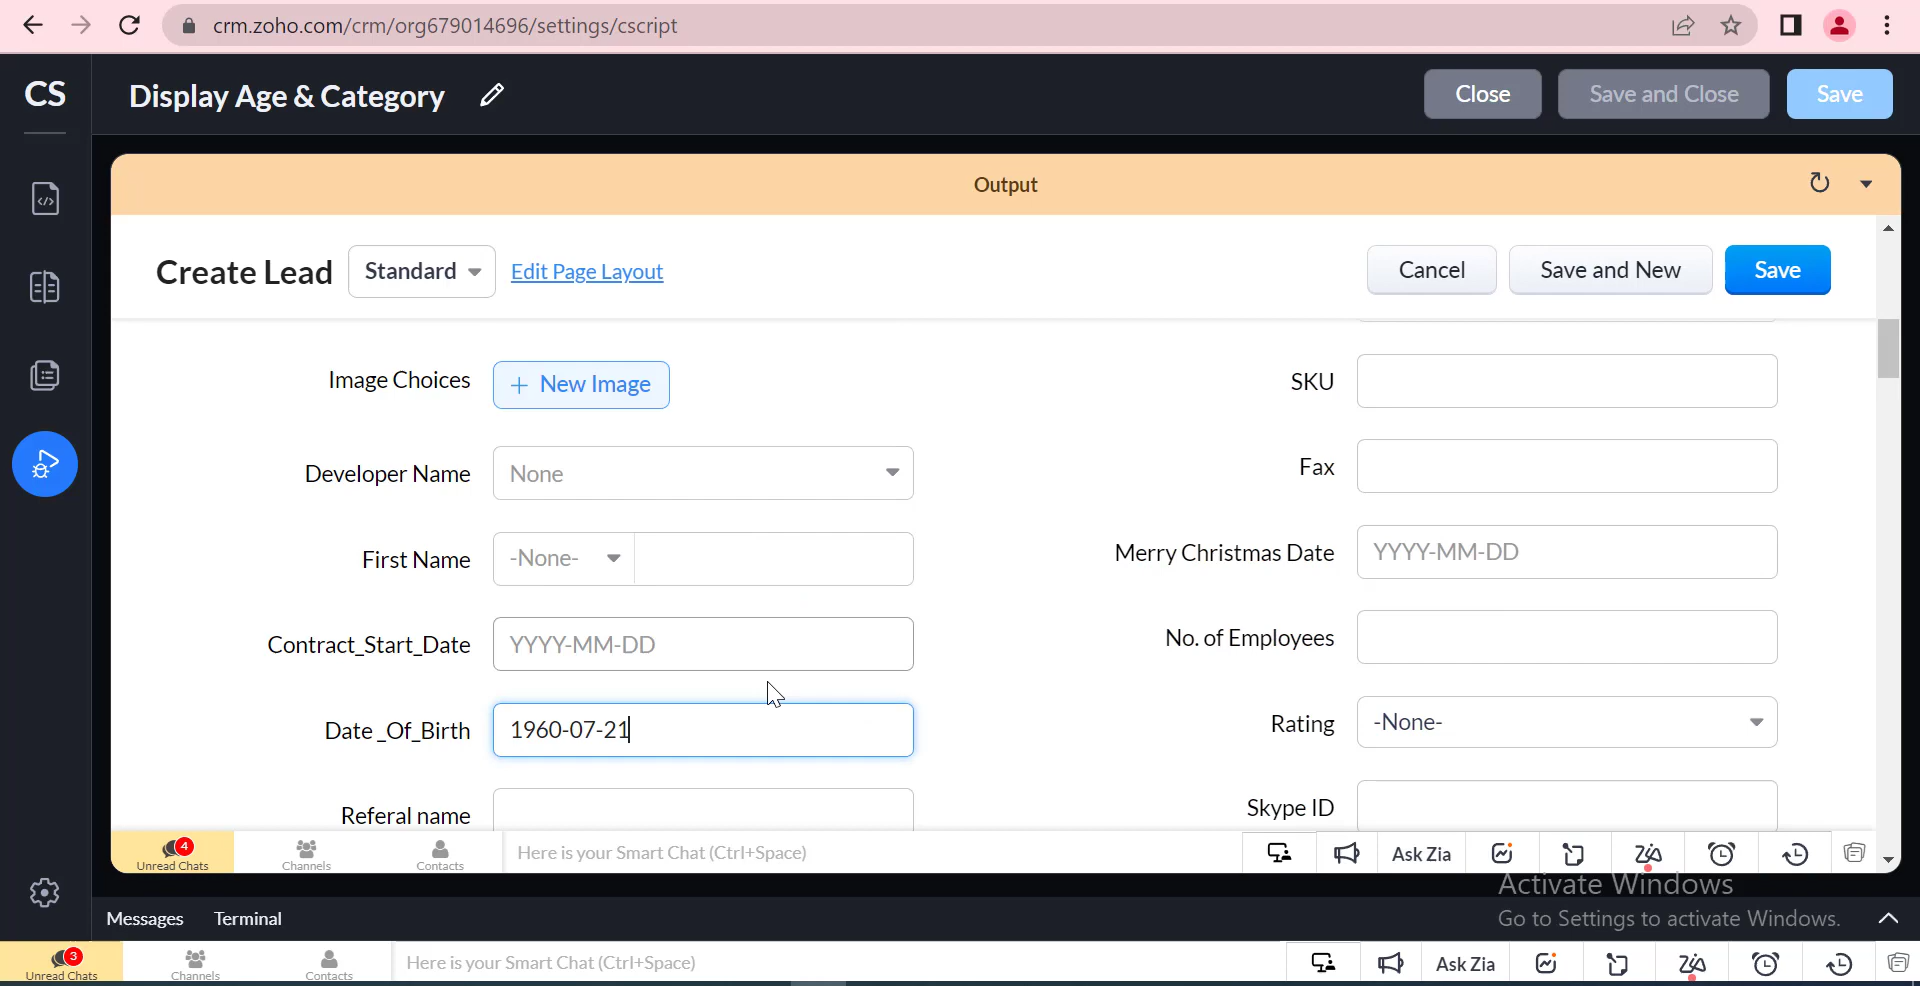 crm.zoho.com/crm/org679014696/settings/cscript
CS
Display Age & Category
Close
Save and Close
Save
Output
Create Lead
Standard
Edit Page Layout
Cancel
Save and New
Save
Image Choices
+ New Image
SKU
Developer Name
None
Fax
First Name
-None-
Merry Christmas Date
YYYY-MM-DD
Contract_Start_Date
YYYY-MM-DD
No. of Employees
Date _Of_Birth
1960-07-21
Rating
-None-
Referal name
Skype ID
4
Unread Chats
Channels
Contacts
Here is your Smart Chat (Ctrl+Space)
Ask Zia
Activate Windows
Go to Settings to activate Windows.
Messages
Terminal
3
Unread Chats
Channels
Contacts
Here is your Smart Chat (Ctrl+Space)
Ask Zia